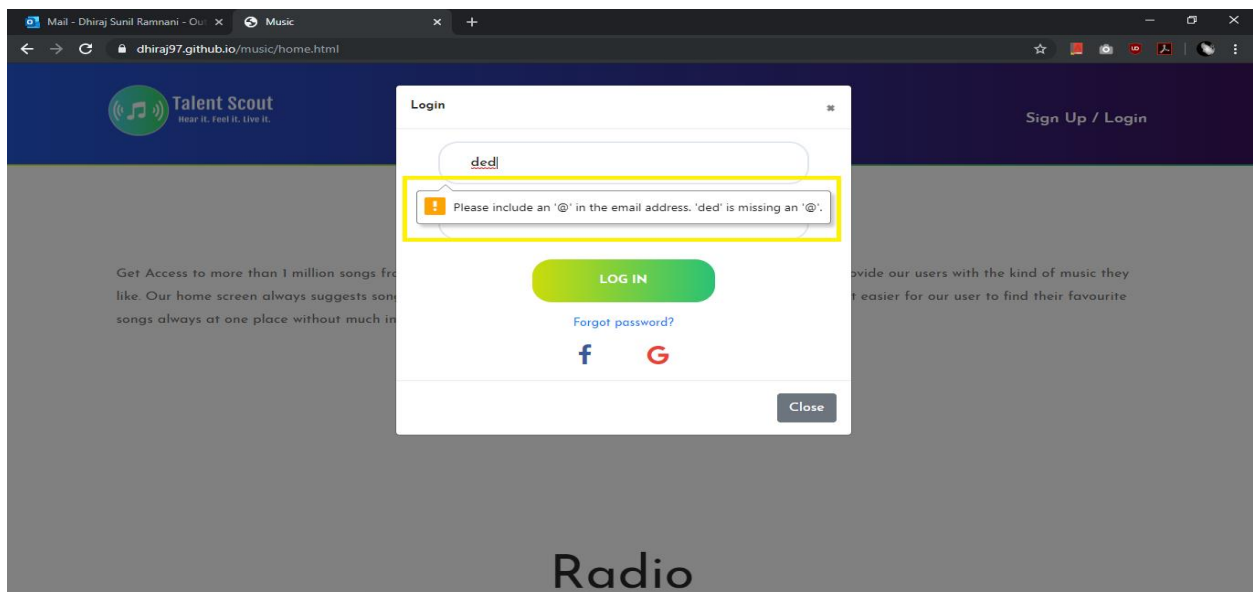 Mail - Dhiraj Sunil Ramnani - Out
Music
dhiraj97.github.io/music/home.html
Talent Scout
Hear it. Feel it. Live it.
Sign Up / Login
Login
ded
Please include an '@' in the email address. 'ded' is missing an '@'.
LOG IN
Forgot password?
Close
Get Access to more than 1 million songs
ovide our users with the kind of music they
like. Our home screen always suggests
t easier for our user to find their favourite
songs always at one place without much in
Radio